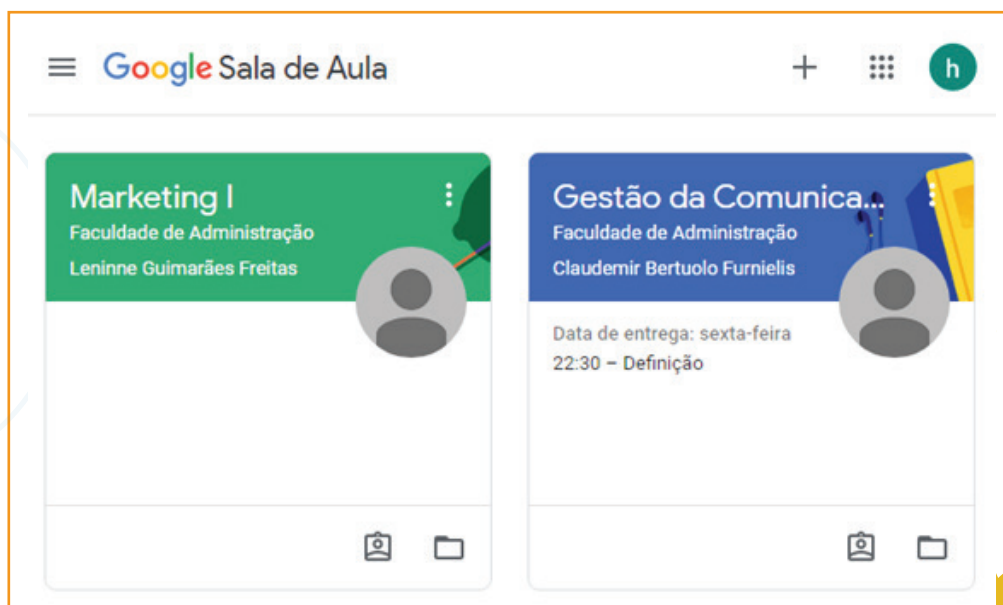 Google Sala de Aula
h
Marketing I
Faculdade de Administração
Leninne Guimarães Freitas
Gestão da Comunica...
Faculdade de Administração
Claudemir Bertuolo Furnielis
Data de entrega: sexta-feira
22:30 – Definição